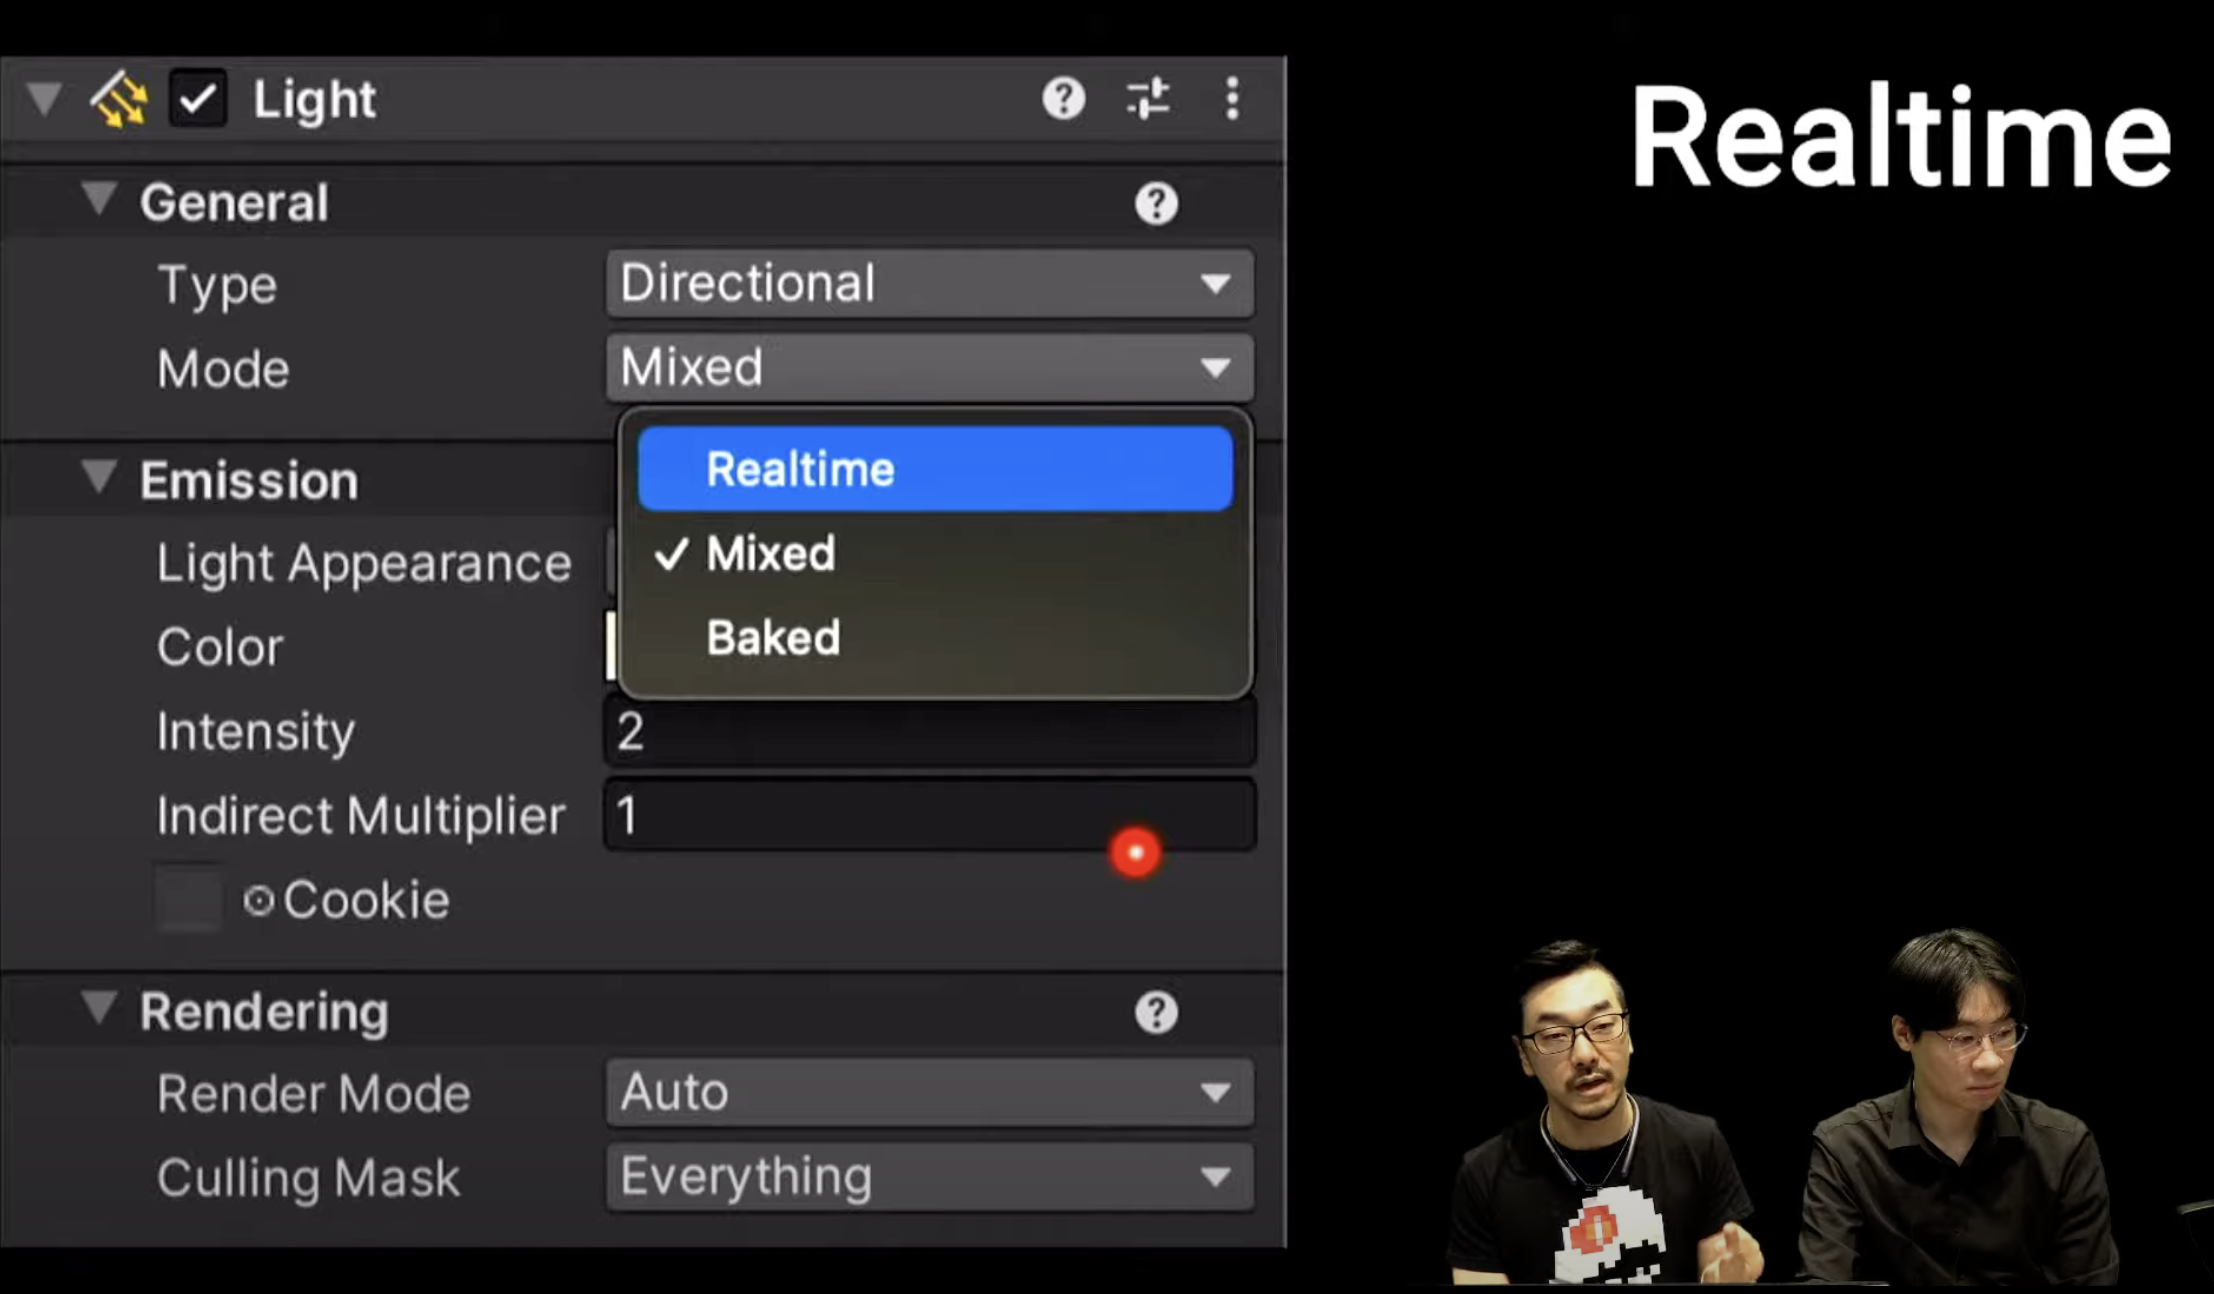 Light
Realtime
General
Type Directional
Mode Mixed
Realtime
Mixed
Baked
Emission
Light Appearance
Color
Intensity 2
Indirect Multiplier 1
Cookie
Rendering
Render Mode Auto
Culling Mask Everything